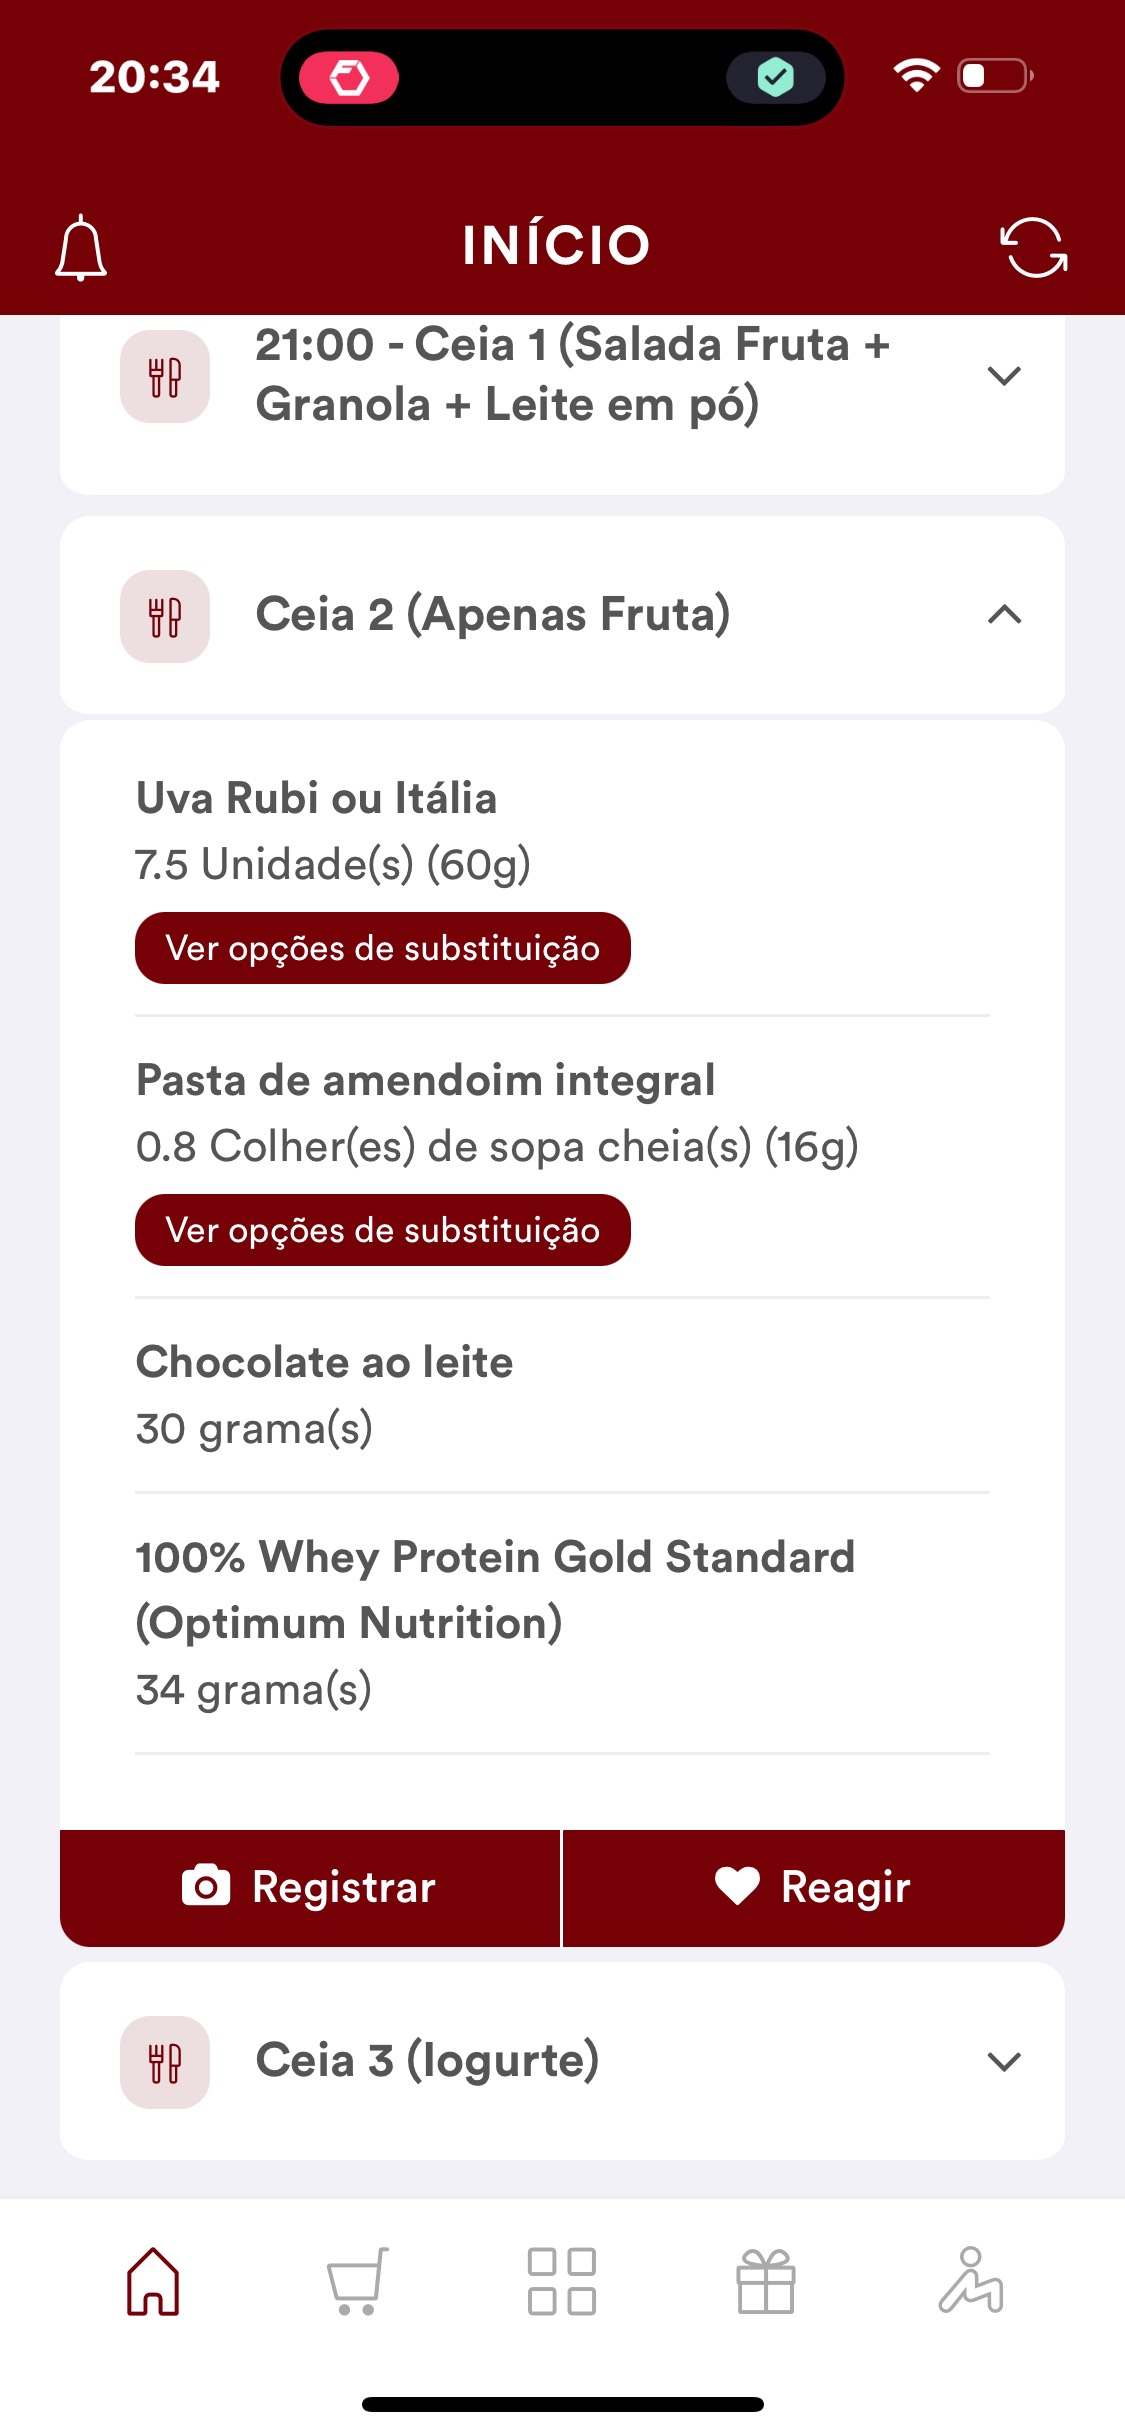 20:34
INÍCIO
21:00 - Ceia 1 (Salada Fruta +
Granola + Leite em pó)
Ceia 2 (Apenas Fruta)
Uva Rubi ou Itália
7.5 Unidade(s) (60g)
Ver opções de substituição
Pasta de amendoim integral
0.8 Colher(es) de sopa cheia(s) (16g)
Ver opções de substituição
Chocolate ao leite
30 grama(s)
100% Whey Protein Gold Standard
(Optimum Nutrition)
34 grama(s)
Registrar
Reagir
Ceia 3 (Iogurte)